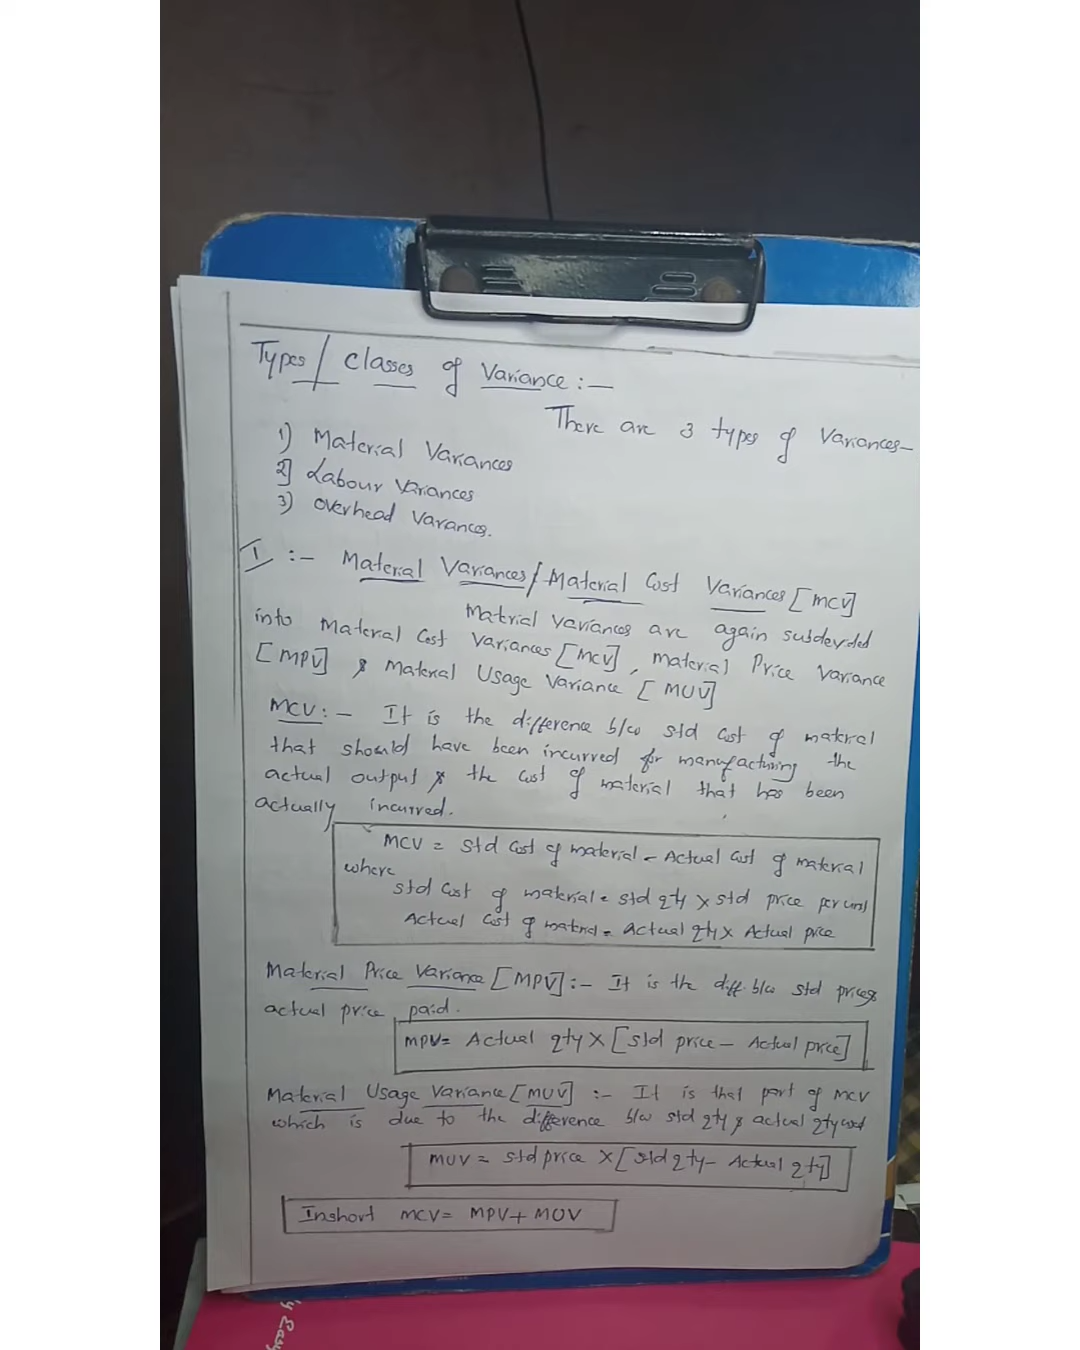 Types / Classes of Variance :-
There are 3 types of Variances-
1) Material Variances
2] Labour Variances
3) Overhead Varances.
I :- Material Variances / Material Cost Variances [MCV]
Matrial variances are again subdevded
into Materal Cost Variances [MCV], Material Price Variance
[MPV] & Material Usage Variance [MUV]
MCV :- It is the difference b/w std Cost of material
that should have been incurred for manufacturing the
actual output & the cost of material that has been
actually incurred.
MCV = Std Cost of material - Actual Cost of material
where
std Cost of material = std qty X std price per unit
Actual Cost of matrial = actual qty X Actual price
Material Price Variance [MPV] :- It is the diff. b/w std price &
actual price paid.
MPV = Actual qty X [Std price - Actual price]
Material Usage Variance [MUV] :- It is that part of MCV
which is due to the difference b/w std qty & actual qty used
MUV = Std price X [Std qty - Actual qty]
Inshort MCV = MPV + MUV
y Easy